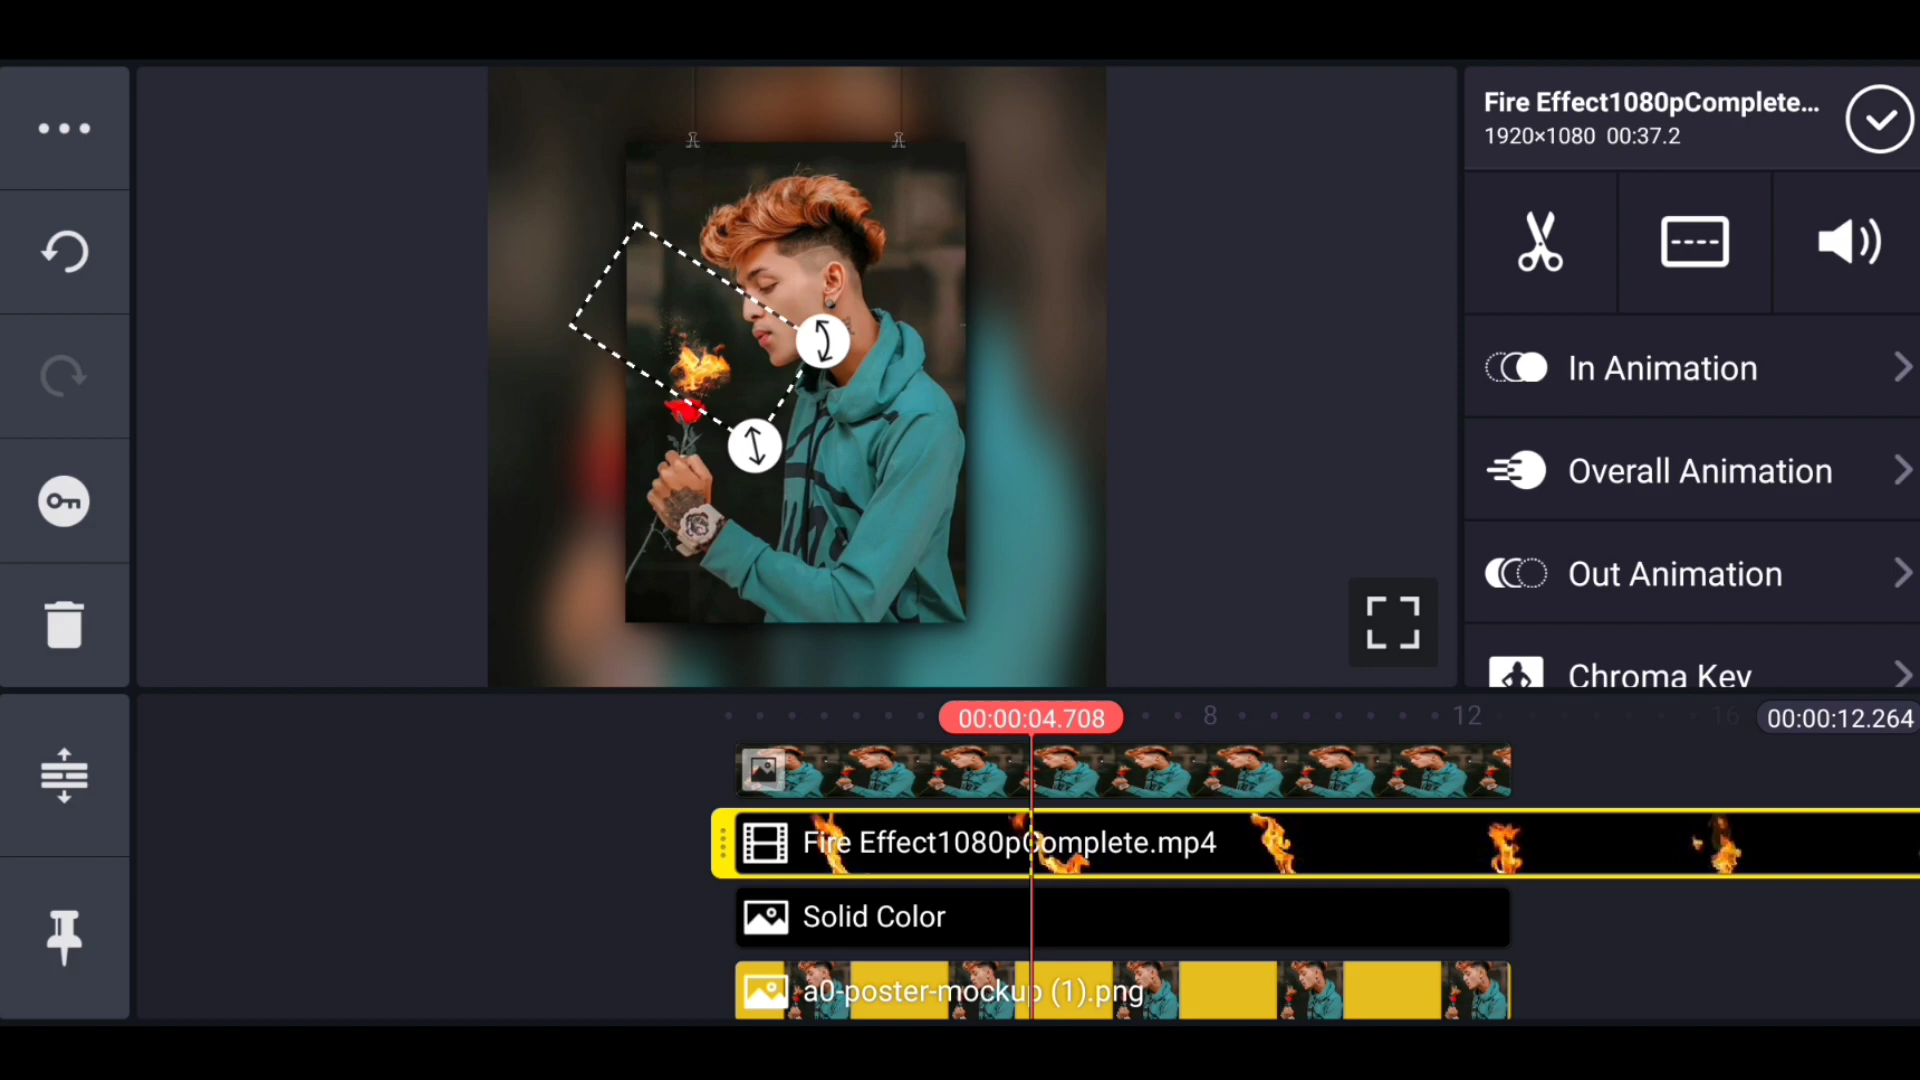 Fire Effect1080pComplete...
1920×1080 00:37.2
In Animation
Overall Animation
Out Animation
Chroma Key
00:00:04.708
8
12
16
00:00:12.264
Fire Effect1080pComplete.mp4
Solid Color
a0-poster-mockup (1).png